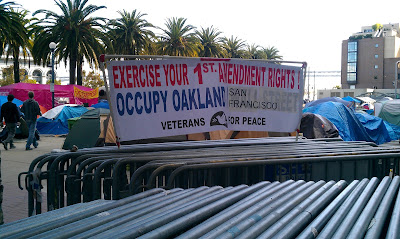 EXERCISE YOUR 1ST. AMENDMENT RIGHTS!
OCCUPY OAKLAND SAN FRANCISCO
VETERANS FOR PEACE